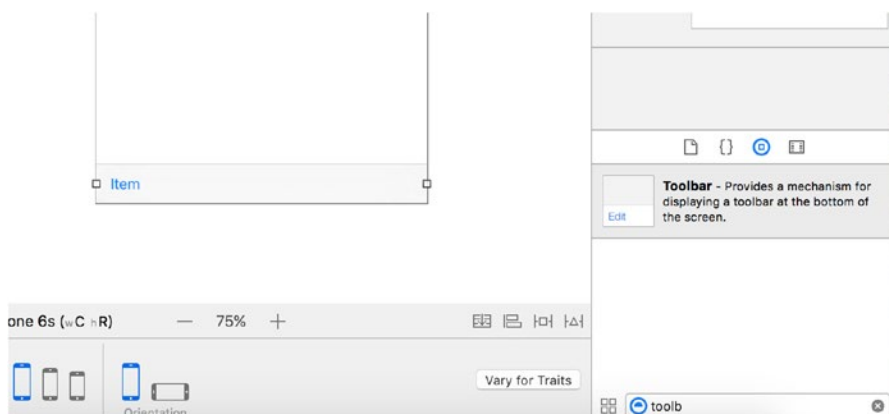 Item
Toolbar - Provides a mechanism for
displaying a toolbar at the bottom of
the screen.
Edit
one 6s (wC hR)
75%
Vary for Traits
Orientation
toolb